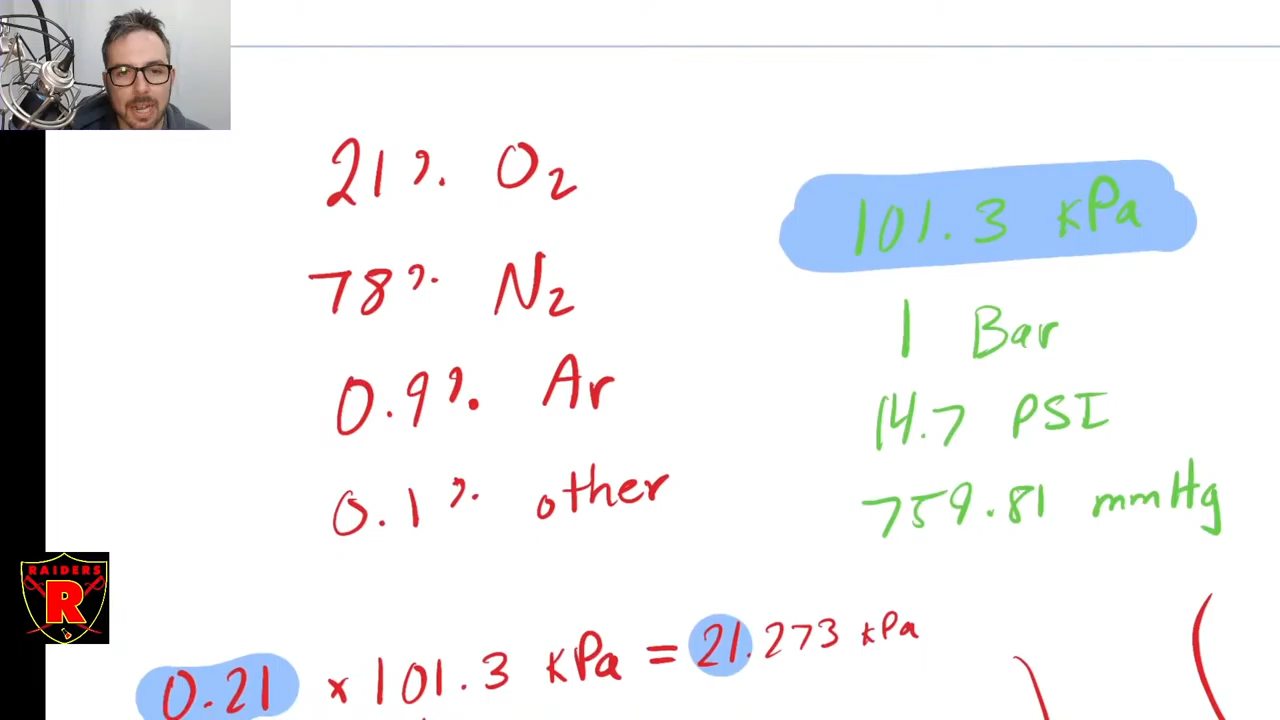 21% O2
78% N2
0.9% Ar
0.1% other
101.3 kPa
1 Bar
14.7 PSI
759.81 mmHg
RAIDERS
R
0.21 × 101.3 kPa = 21.273 kPa